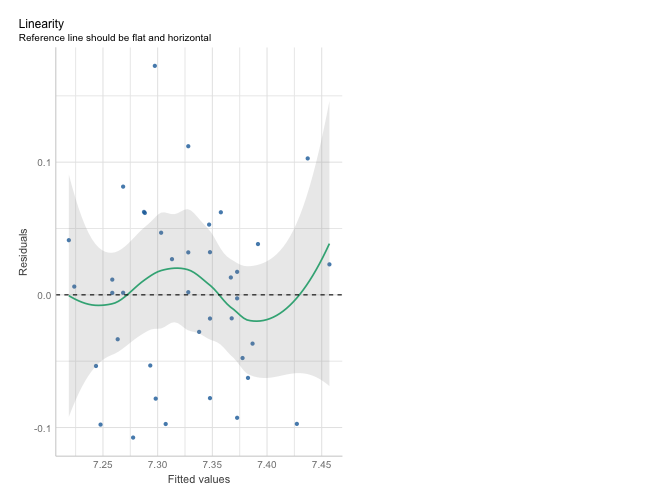 Linearity
Reference line should be flat and horizontal
Residuals
0.1
0.0
-0.1
7.25 7.30 7.35 7.40 7.45
Fitted values